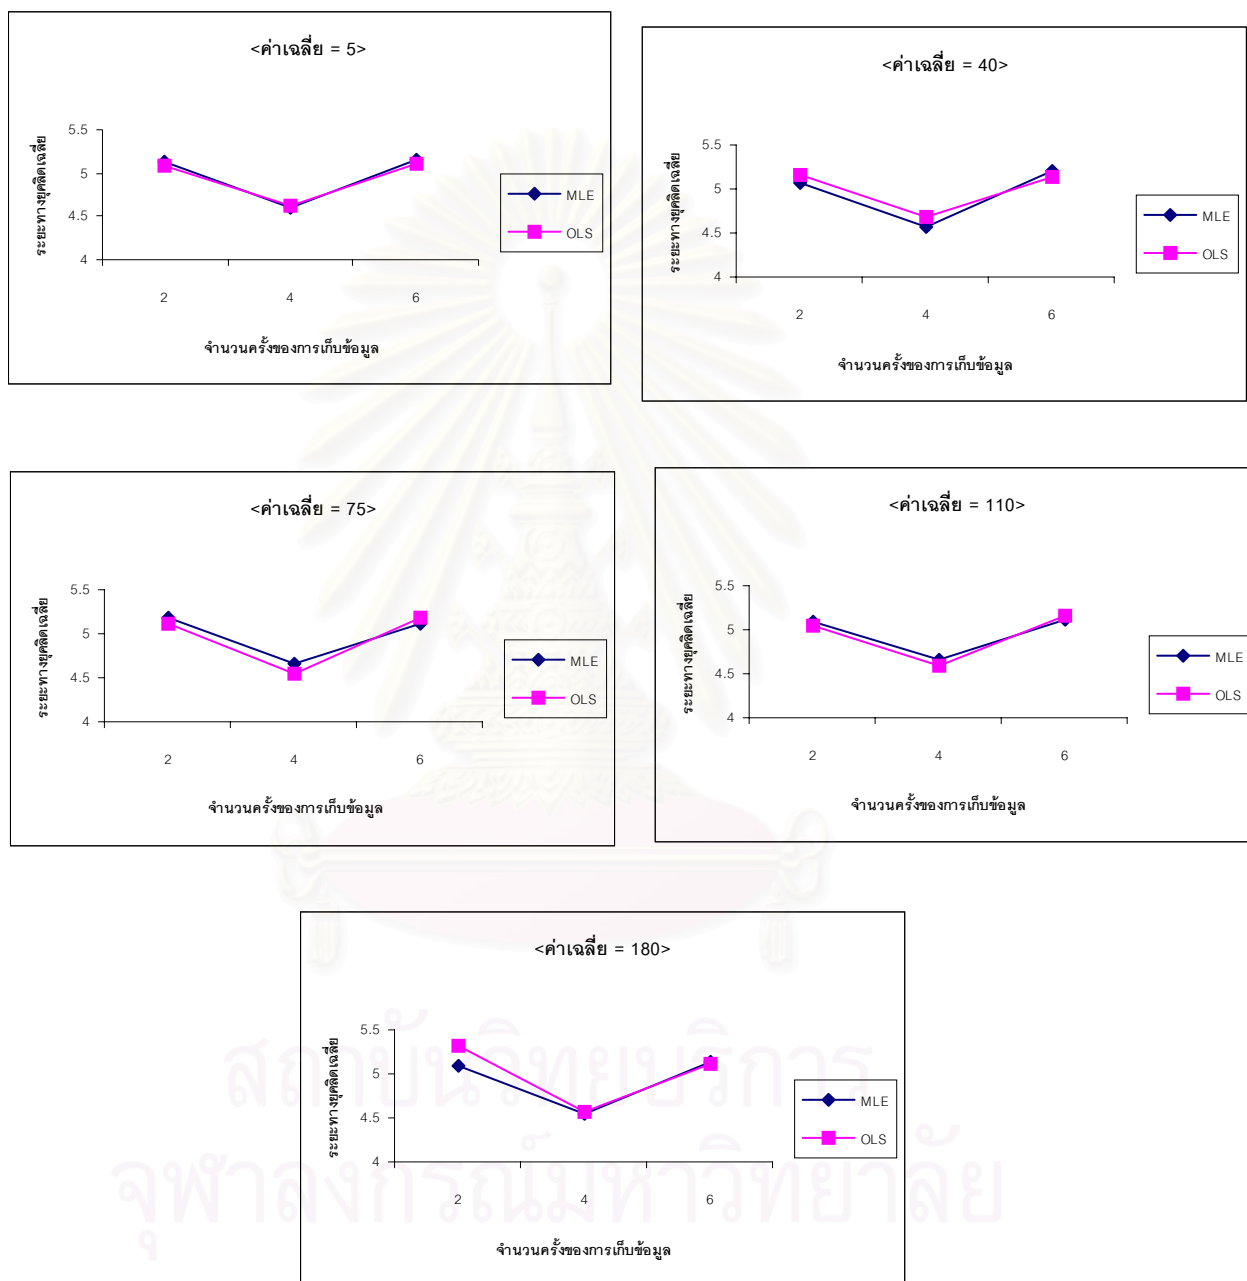 <ค่าเฉลี่ย = 5>
ระยะทางยุคลิดเฉลี่ย
5.5
5
4.5
4
2 4 6
จำนวนครั้งของการเก็บข้อมูล
MLE
OLS
<ค่าเฉลี่ย = 40>
ระยะทางยุคลิดเฉลี่ย
5.5
5
4.5
4
2 4 6
จำนวนครั้งของการเก็บข้อมูล
MLE
OLS
<ค่าเฉลี่ย = 75>
ระยะทางยุคลิดเฉลี่ย
5.5
5
4.5
4
2 4 6
จำนวนครั้งของการเก็บข้อมูล
MLE
OLS
<ค่าเฉลี่ย = 110>
ระยะทางยุคลิดเฉลี่ย
5.5
5
4.5
4
2 4 6
จำนวนครั้งของการเก็บข้อมูล
MLE
OLS
<ค่าเฉลี่ย = 180>
ระยะทางยุคลิดเฉลี่ย
5.5
5
4.5
4
2 4 6
จำนวนครั้งของการเก็บข้อมูล
MLE
OLS
สถาบันวิทยบริการ
จุฬาลงกรณ์มหาวิทยาลัย